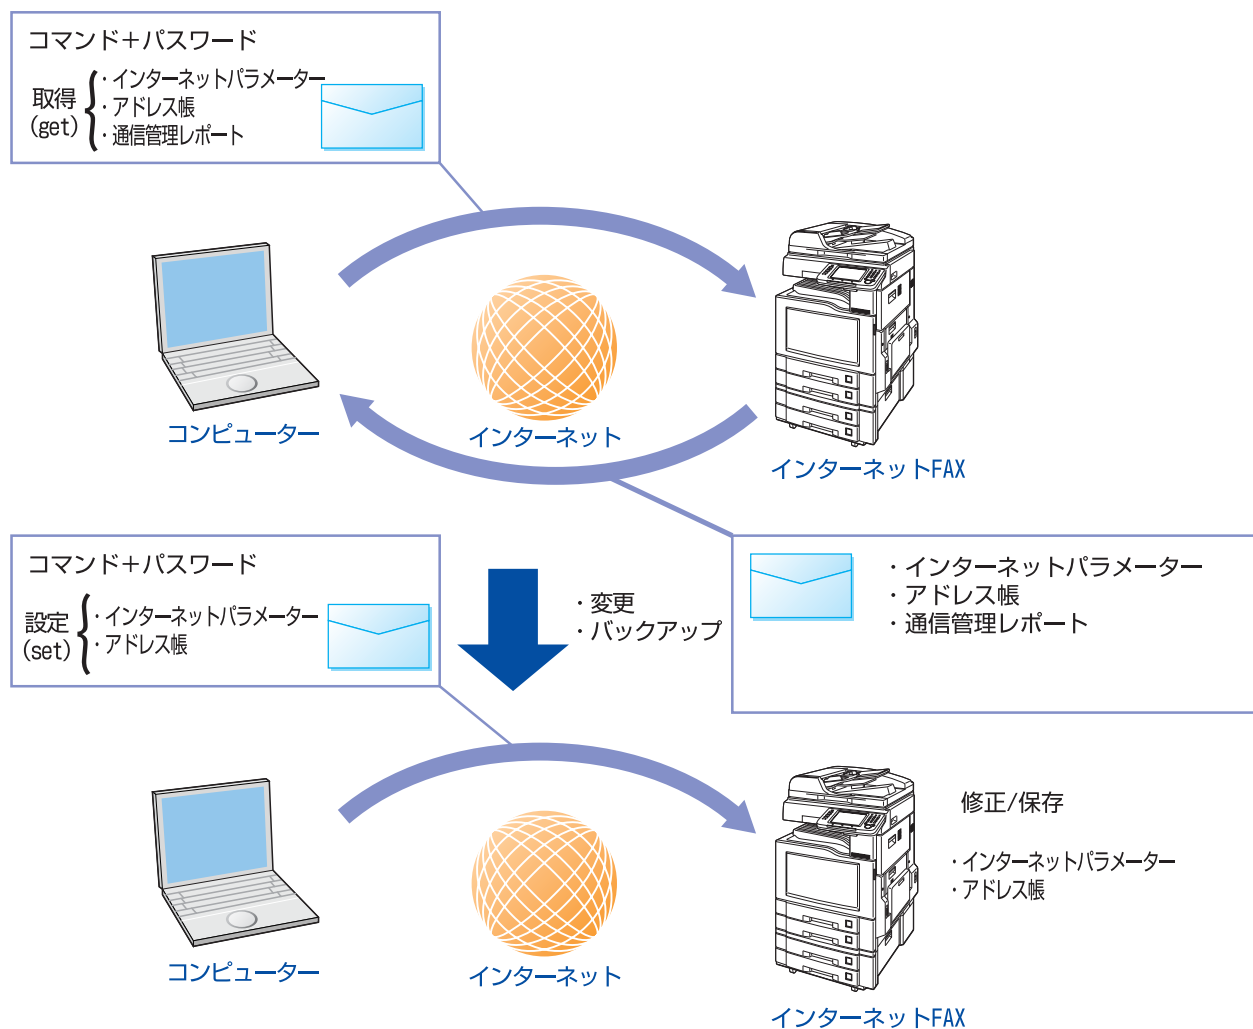 コマンド＋パスワード
・インターネットパラメーター
取得
・アドレス帳
(get)
・通信管理レポート
コンピューター
インターネット
インターネットFAX
コマンド＋パスワード
設定
・インターネットパラメーター
(set)
・アドレス帳
・変更
・バックアップ
・インターネットパラメーター
・アドレス帳
・通信管理レポート
修正/保存
・インターネットパラメーター
・アドレス帳
コンピューター
インターネット
インターネットFAX